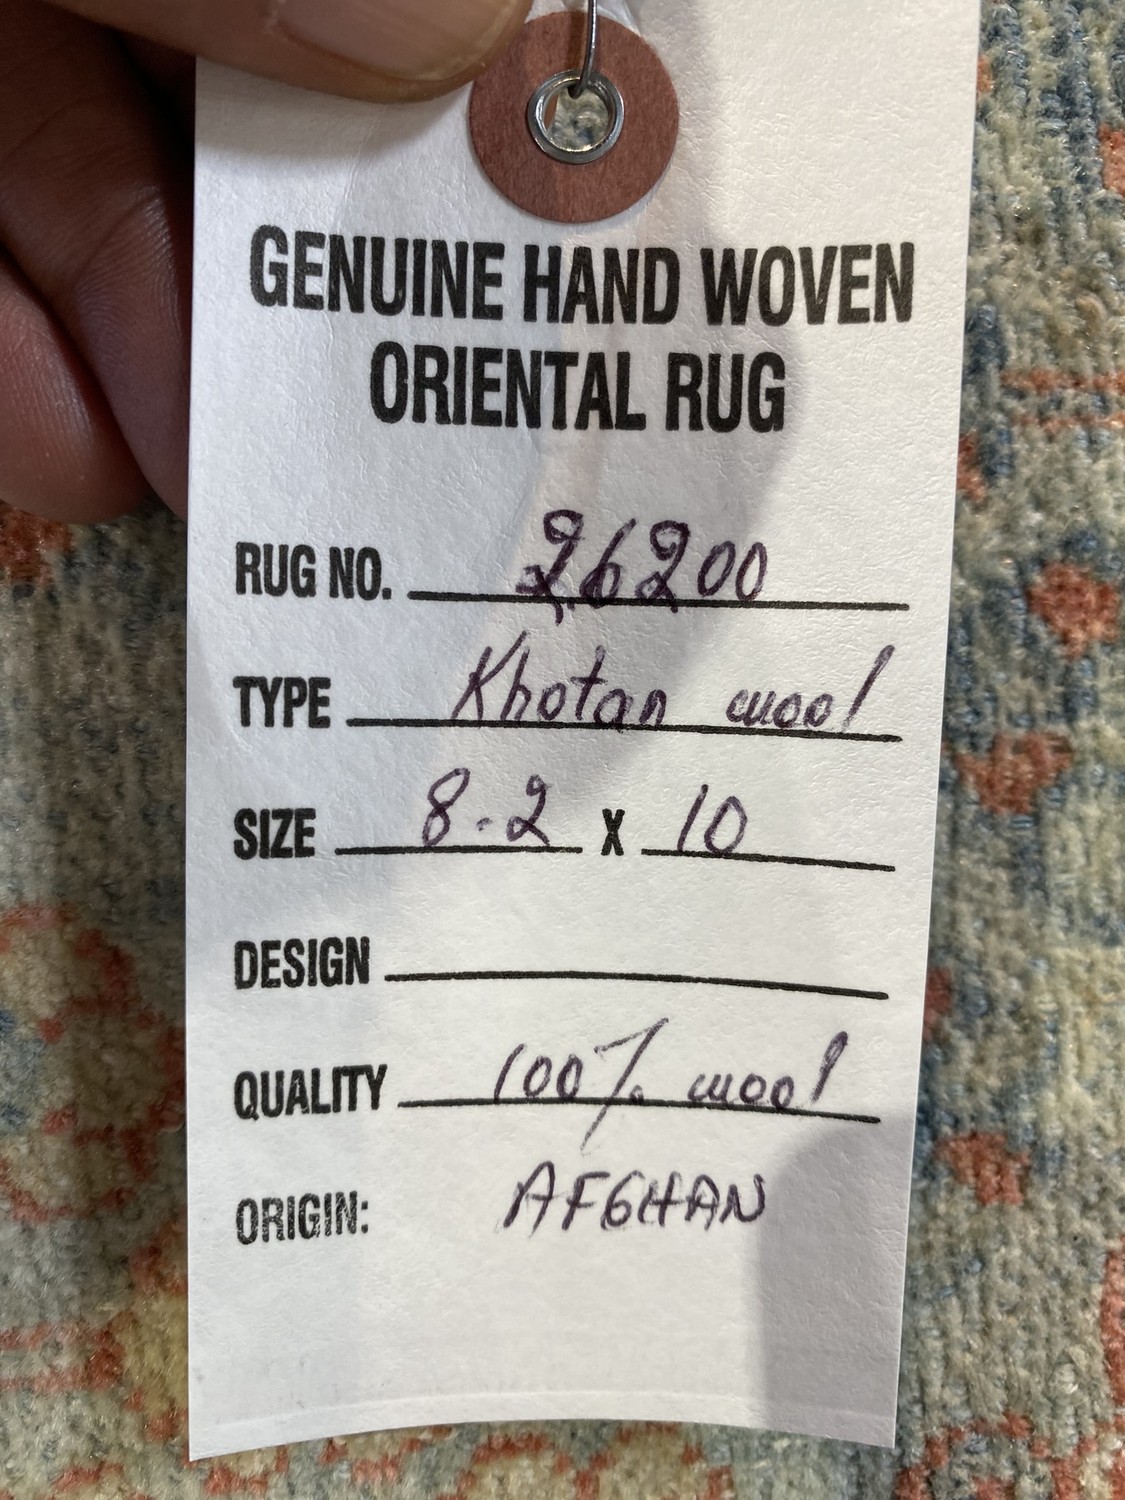 GENUINE HAND WOVEN
ORIENTAL RUG
RUG NO. 26200
TYPE Khotan wool
SIZE 8.2 X 10
DESIGN
QUALITY 100% wool
ORIGIN: AFGHAN